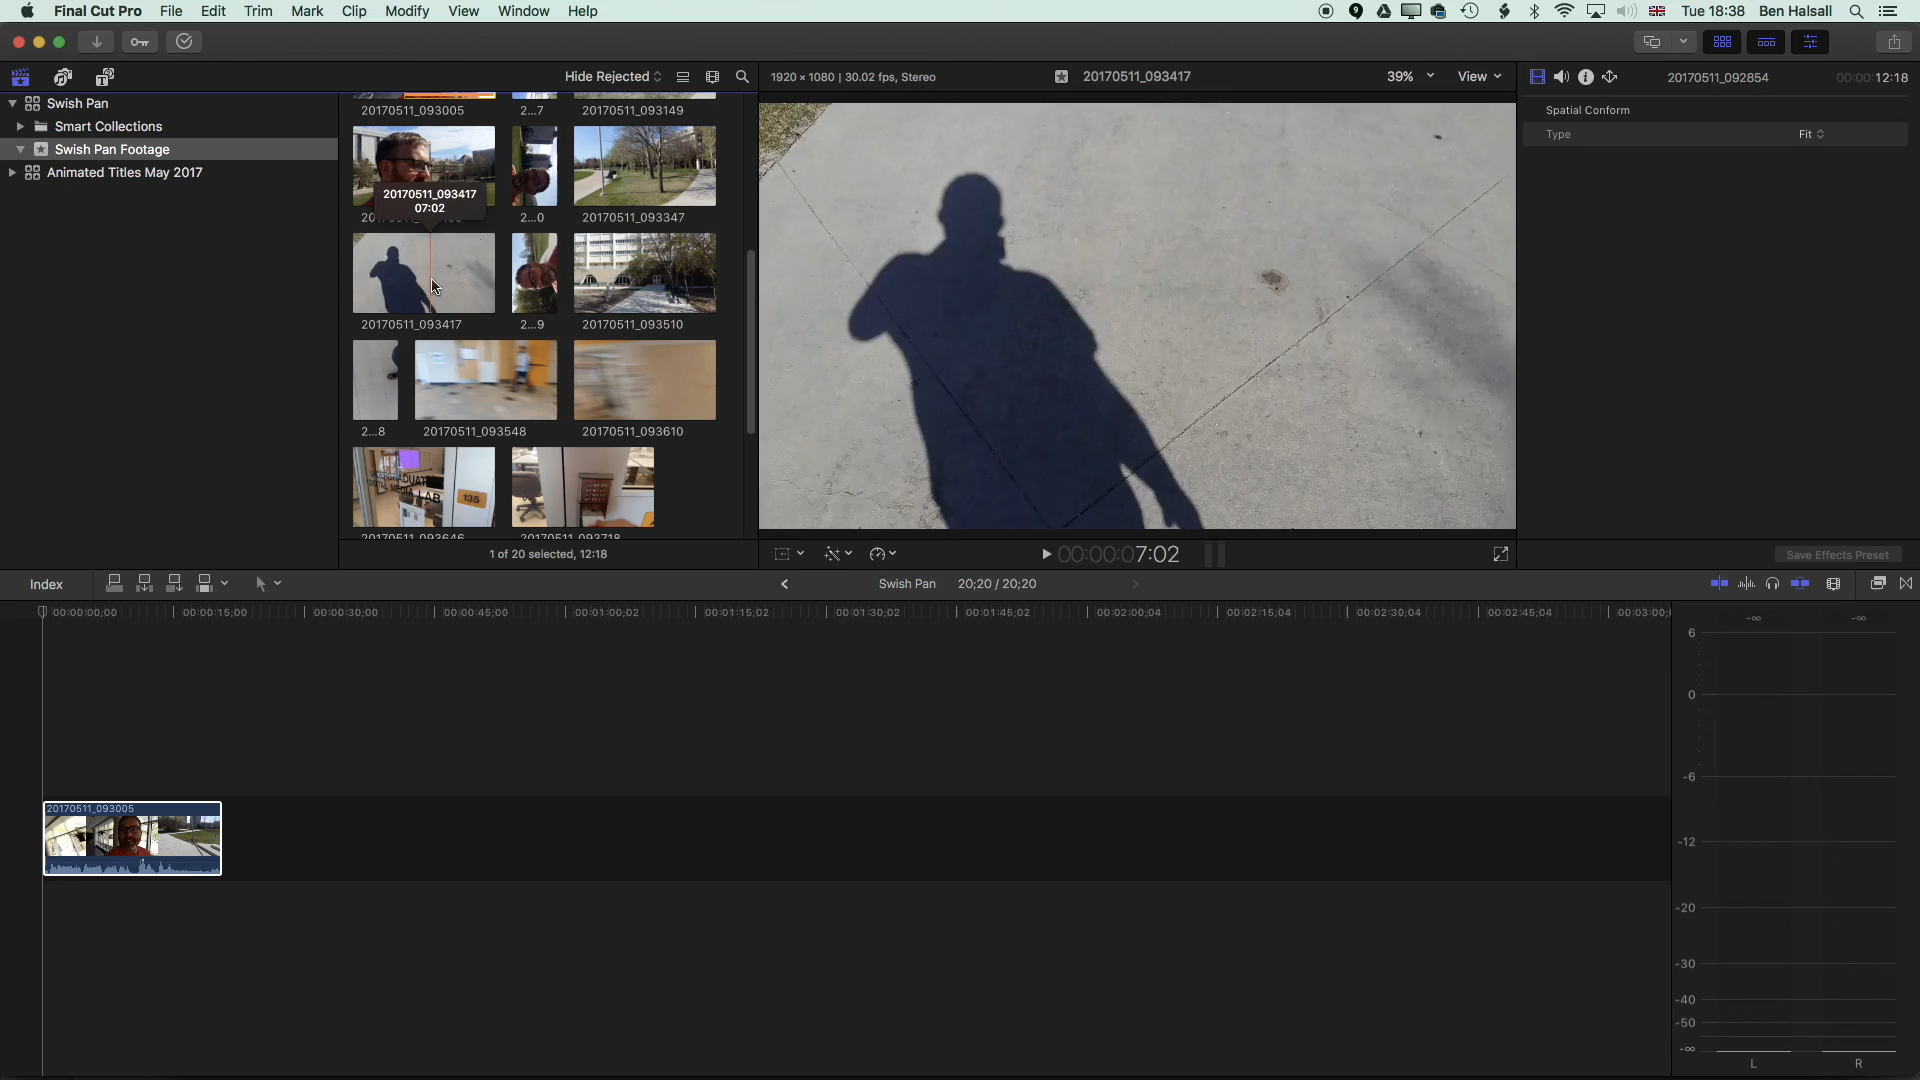 Final Cut Pro File Edit Trim Mark Clip Modify View Window Help
9
Tue 18:38 Ben Halsall
Hide Rejected
1920 × 1080 | 30.02 fps, Stereo
20170511_093417
39%
View
20170511_092854
00:00:12:18
Swish Pan
Smart Collections
Swish Pan Footage
Animated Titles May 2017
20170511_093005
2...7
20170511_093149
20170511_093417
07:02
2...0
20170511_093347
20170511_093417
2...9
20170511_093510
2...8
20170511_093548
20170511_093610
DIGITAL MEDIA LAB
135
20170511_093646
20170511_093718
1 of 20 selected, 12:18
Spatial Conform
Type
Fit
00:00:07:02
Save Effects Preset
Index
Swish Pan
20;20 / 20;20
00:00:00;00
00:00:15;00
00:00:30;00
00:00:45;00
00:01:00;02
00:01:15;02
00:01:30;02
00:01:45;02
00:02:00;04
00:02:15;04
00:02:30;04
00:02:45;04
00:03:00;
20170511_093005
-∞ -∞
6
0
-6
-12
-20
-30
-40
-50
-∞
L R